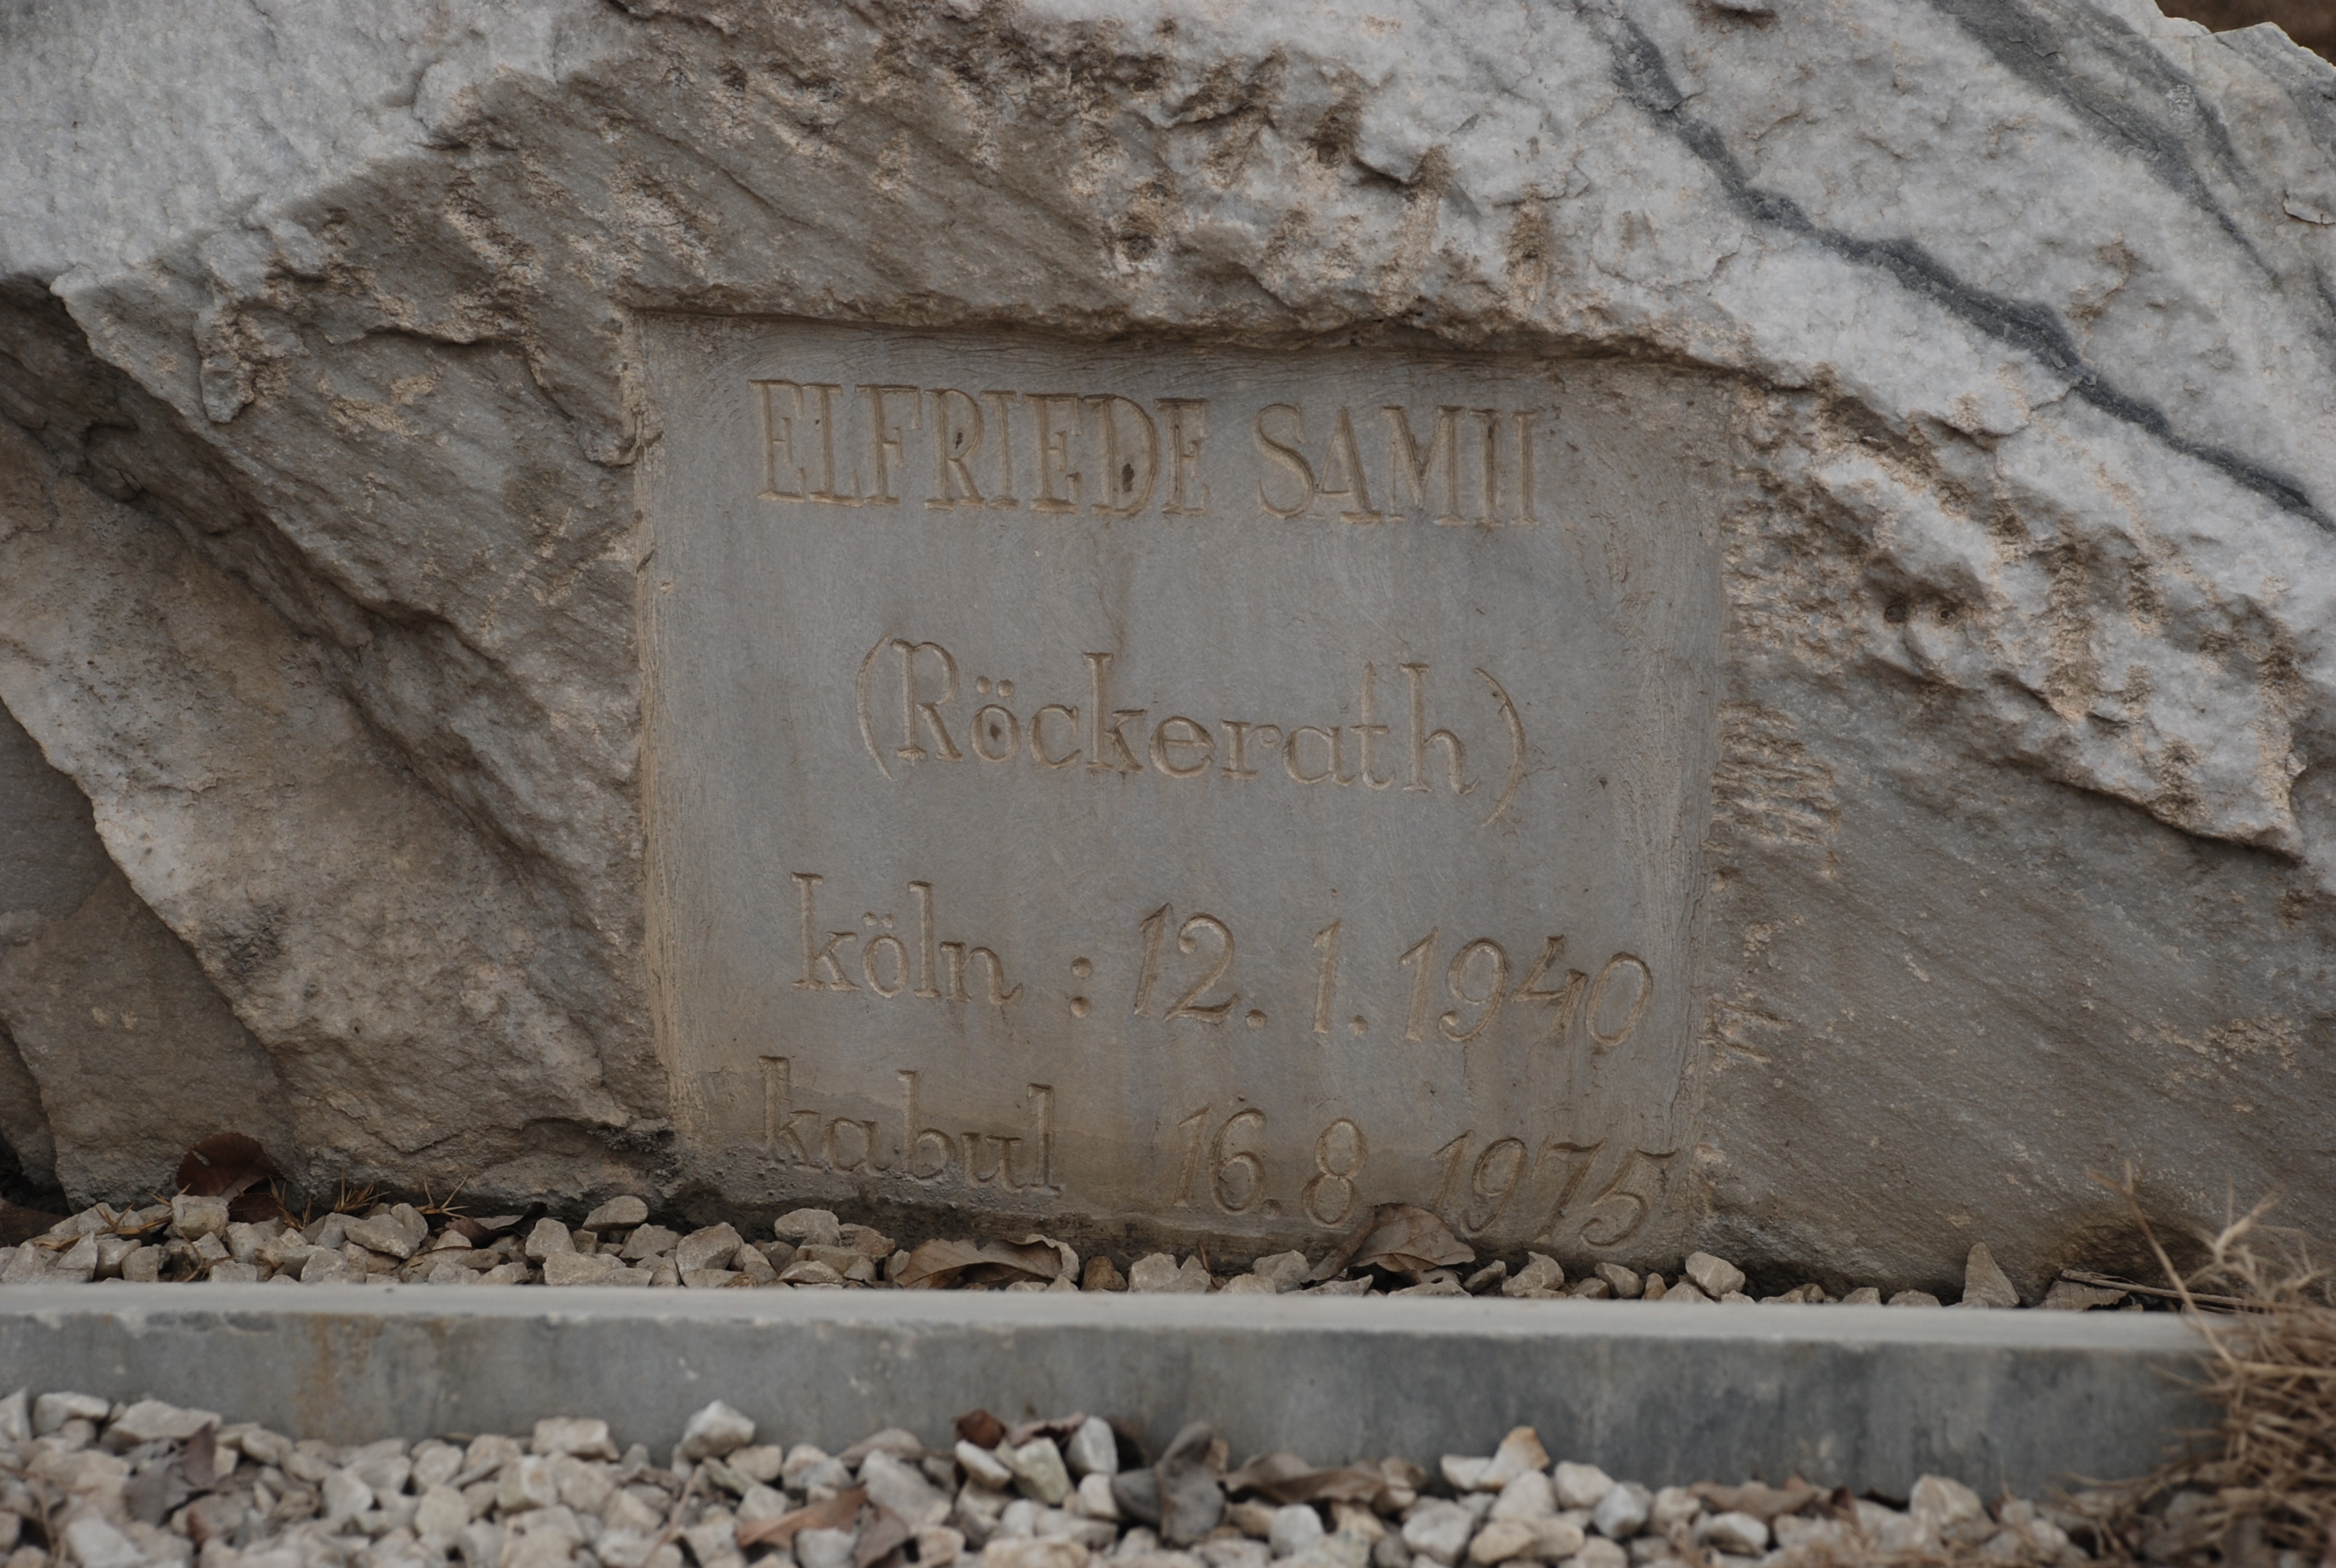 ELFRIEDE SAMII
(Röckerath)
köln : 12. 1. 1940
kabul 16. 8 1975